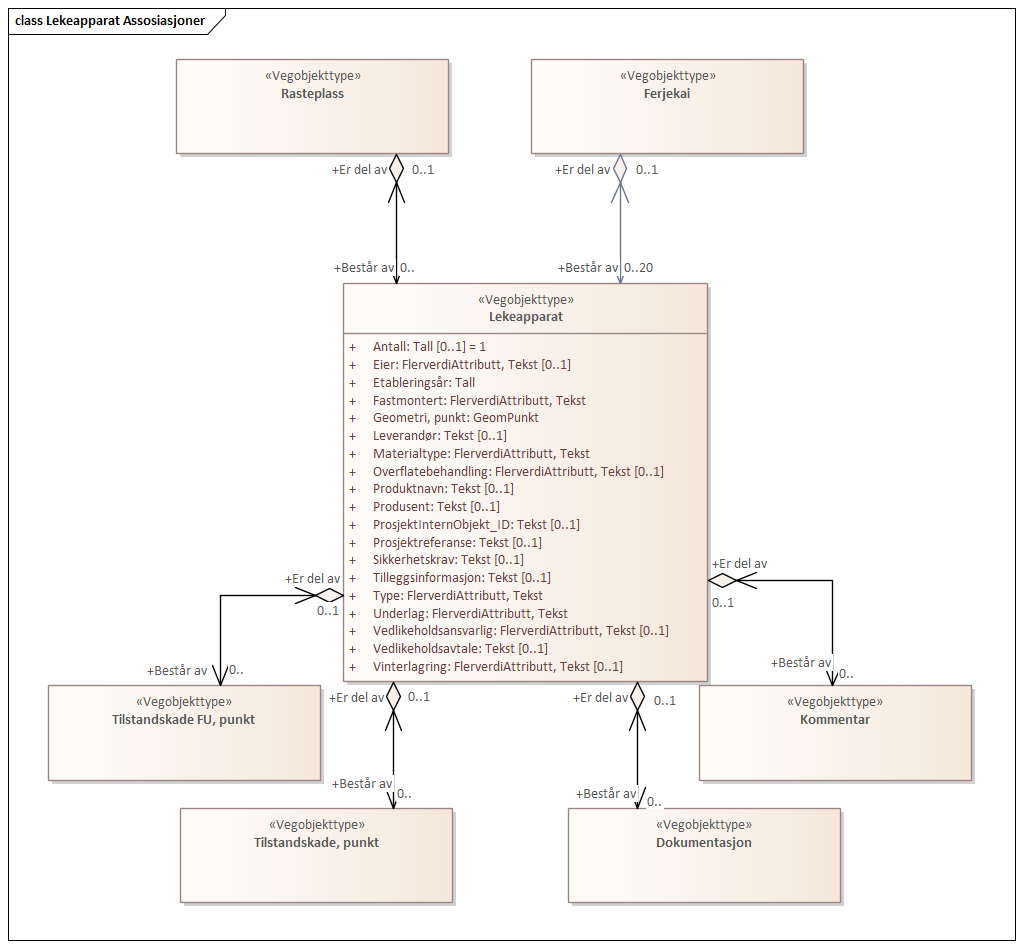 class Lekeapparat Assosiasjoner
«Vegobjekttype»
Rasteplass
«Vegobjekttype»
Ferjekai
+Er del av
0..1
+Er del av
0..1
+Består av
0..
+Består av
0..20
«Vegobjekttype»
Lekeapparat
+ Antall: Tall [0..1] = 1
+ Eier: FlerverdiAttributt, Tekst [0..1]
+ Etableringsår: Tall
+ Fastmontert: FlerverdiAttributt, Tekst
+ Geometri, punkt: GeomPunkt
+ Leverandør: Tekst [0..1]
+ Materialtype: FlerverdiAttributt, Tekst
+ Overflatebehandling: FlerverdiAttributt, Tekst [0..1]
+ Produktnavn: Tekst [0..1]
+ Produsent: Tekst [0..1]
+ ProsjektInternObjekt_ID: Tekst [0..1]
+ Prosjektreferanse: Tekst [0..1]
+ Sikkerhetskrav: Tekst [0..1]
+ Tilleggsinformasjon: Tekst [0..1]
+ Type: FlerverdiAttributt, Tekst
+ Underlag: FlerverdiAttributt, Tekst
+ Vedlikeholdsansvarlig: FlerverdiAttributt, Tekst [0..1]
+ Vedlikeholdsavtale: Tekst [0..1]
+ Vinterlagring: FlerverdiAttributt, Tekst [0..1]
+Er del av
0..1
+Er del av
0..1
+Består av
0..
+Består av
0..
«Vegobjekttype»
Tilstandskade FU, punkt
+Er del av
0..1
+Er del av
0..1
«Vegobjekttype»
Kommentar
+Består av
0..
+Består av
0..
«Vegobjekttype»
Tilstandskade, punkt
«Vegobjekttype»
Dokumentasjon